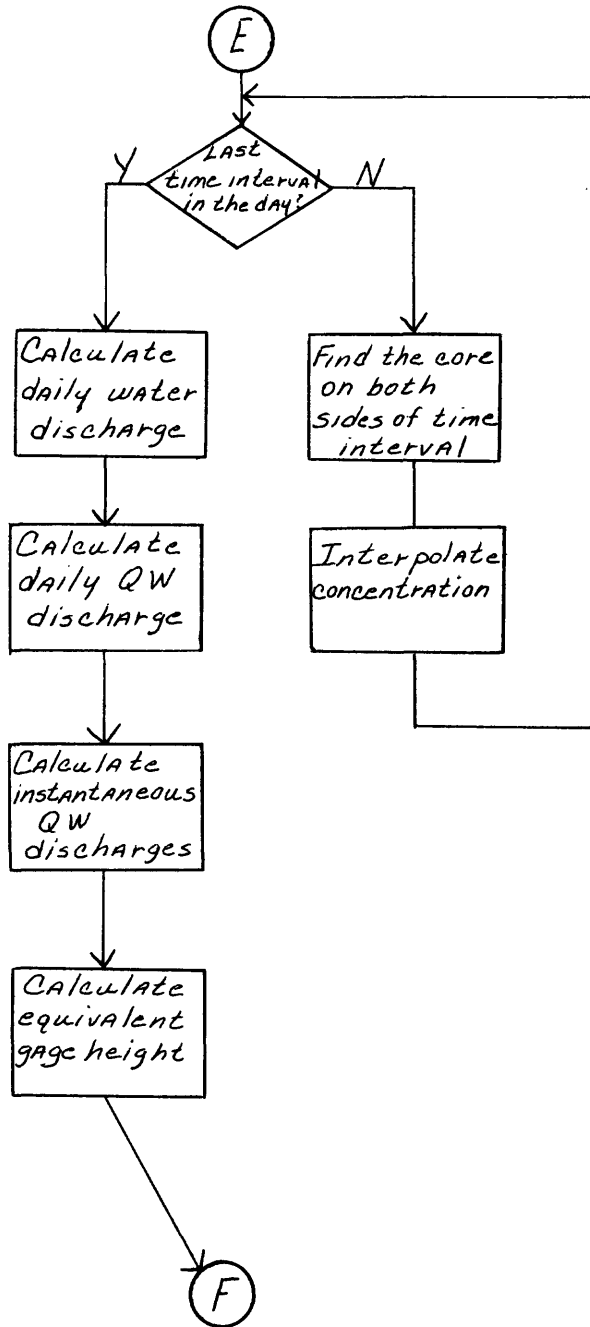 E
Last
time interval
in the day?
Y
N
Calculate
daily water
discharge
Find the core
on both
sides of time
interval
Calculate
daily QW
discharge
Interpolate
concentration
Calculate
instantaneous
QW
discharges
Calculate
equivalent
gage height
F